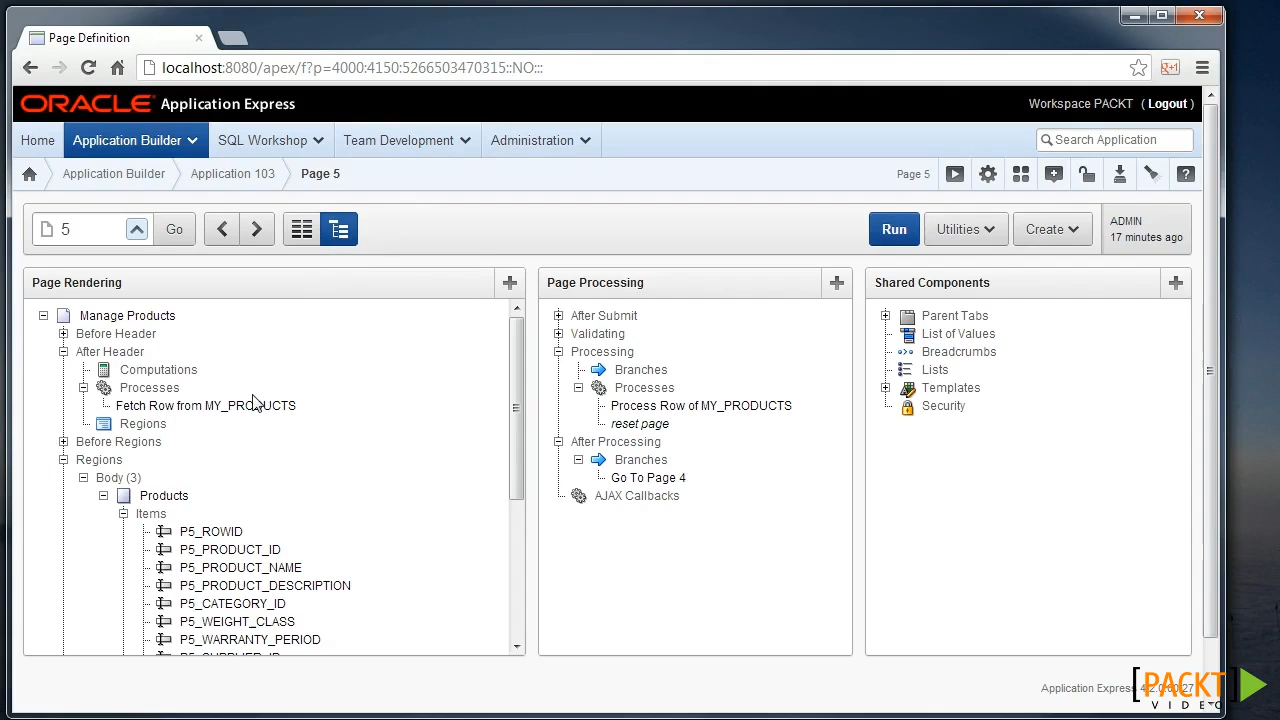 Page Definition
localhost:8080/apex/f?p=4000:4150:5266503470315::NO:::
ORACLE Application Express
Workspace PACKT ( Logout )
Home Application Builder SQL Workshop Team Development Administration Search Application
Application Builder Application 103 Page 5 Page 5
5 Go Run Utilities Create ADMIN
17 minutes ago
Page Rendering
Manage Products
Before Header
After Header
Computations
Processes
Fetch Row from MY_PRODUCTS
Regions
Before Regions
Regions
Body (3)
Products
Items
P5_ROWID
P5_PRODUCT_ID
P5_PRODUCT_NAME
P5_PRODUCT_DESCRIPTION
P5_CATEGORY_ID
P5_WEIGHT_CLASS
P5_WARRANTY_PERIOD
Page Processing
After Submit
Validating
Processing
Branches
Processes
Process Row of MY_PRODUCTS
reset page
After Processing
Branches
Go To Page 4
AJAX Callbacks
Shared Components
Parent Tabs
List of Values
Breadcrumbs
Lists
Templates
Security
Application Express
[PACKT]
VIDEO